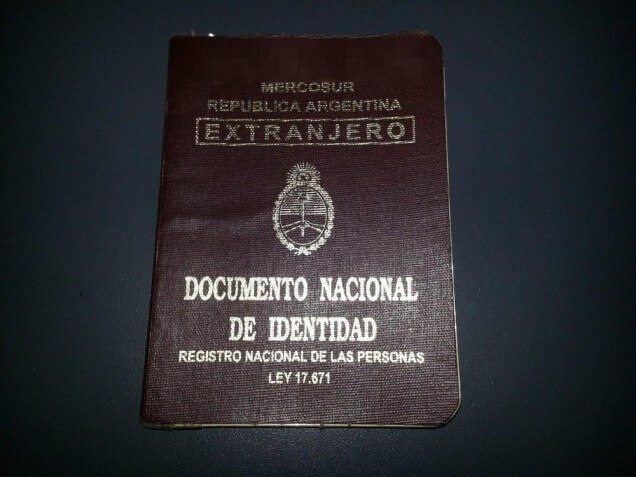 MERCOSUR
REPUBLICA ARGENTINA
EXTRANJERO
DOCUMENTO NACIONAL
DE IDENTIDAD
REGISTRO NACIONAL DE LAS PERSONAS
LEY 17.671